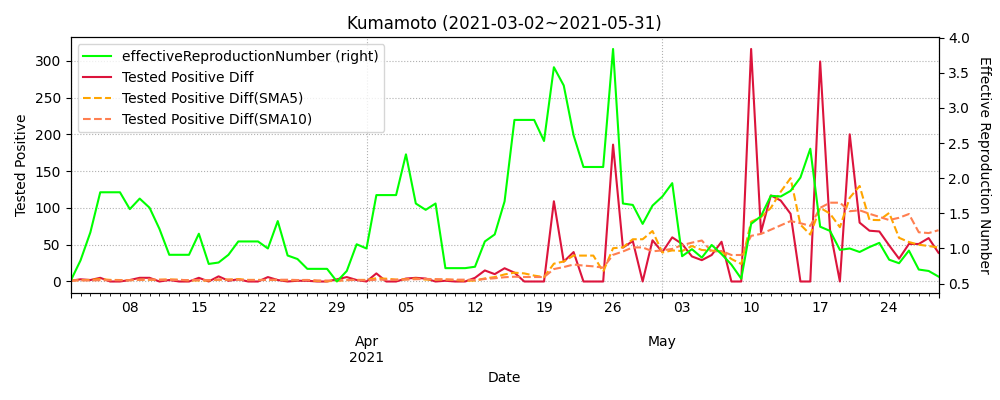 Kumamoto (2021-03-02~2021-05-31)
effectiveReproductionNumber (right)
Tested Positive Diff
Tested Positive Diff(SMA5)
Tested Positive Diff(SMA10)
Tested Positive
300
250
200
150
100
50
0
4.0
3.5
3.0
2.5
2.0
1.5
1.0
0.5
Effective Reproduction Number
08 15 22 29 05 12 19 26 03 10 17 24
Apr May
2021
Date